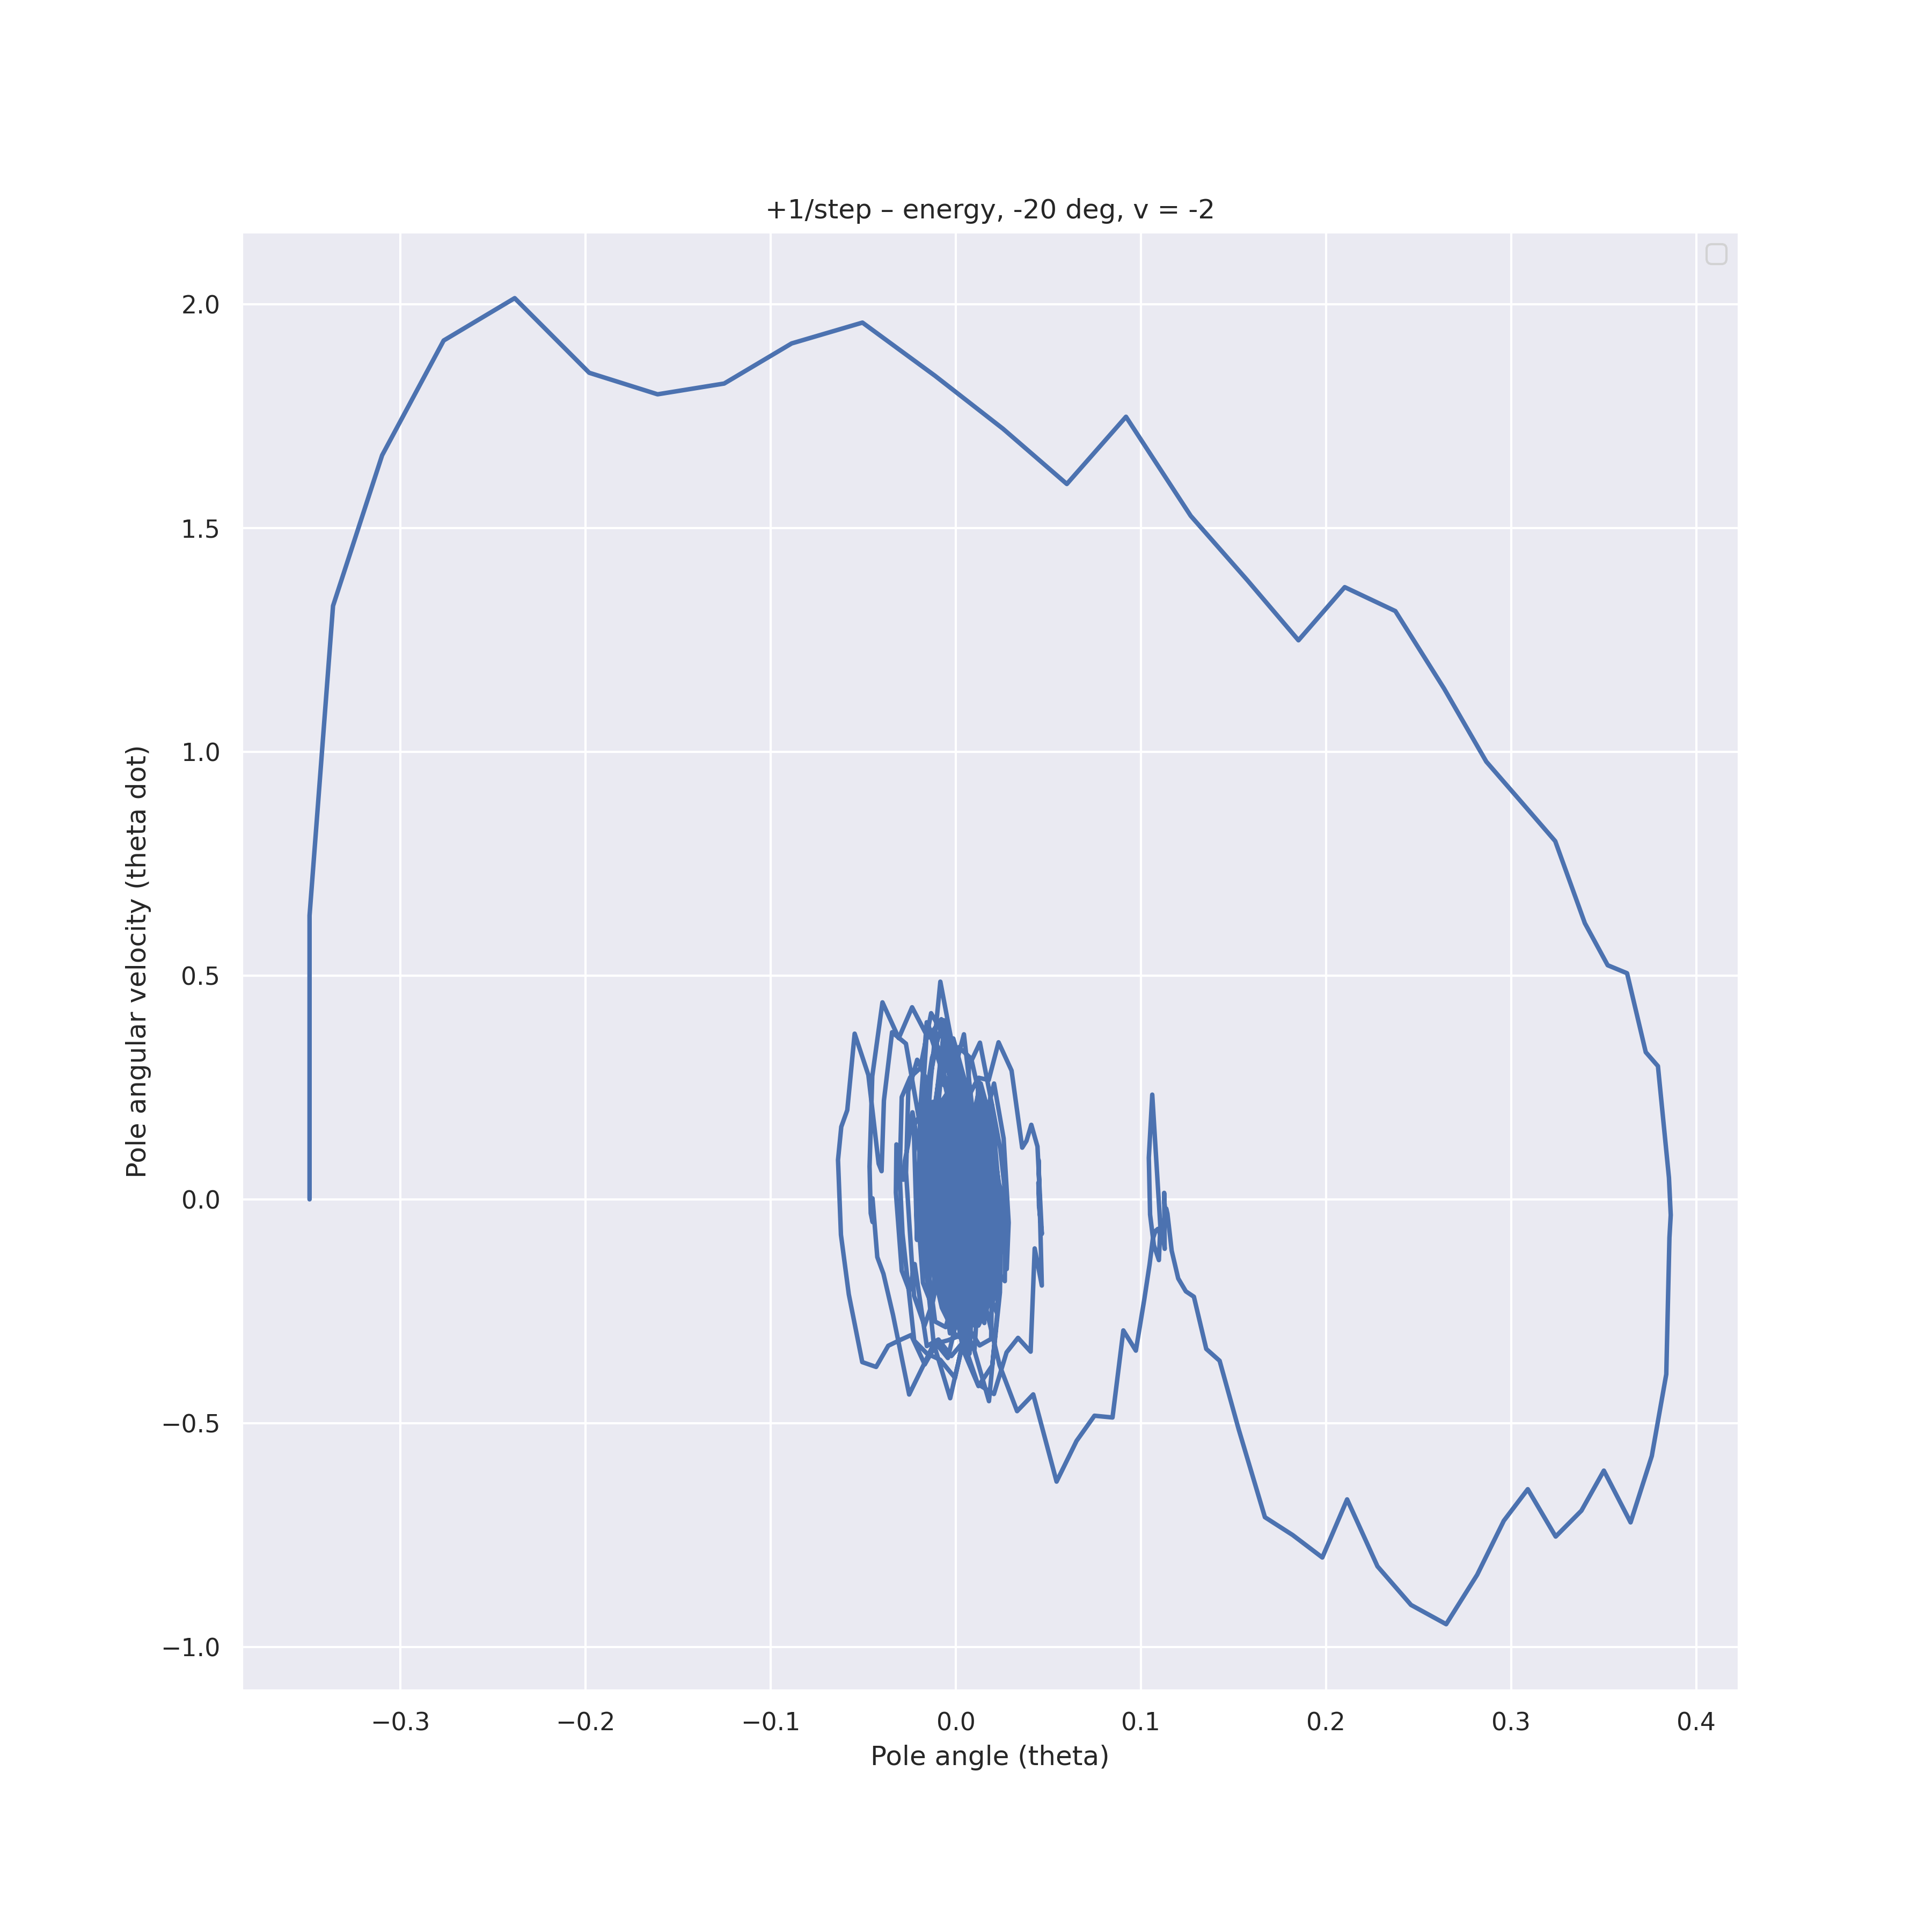 +1/step – energy, -20 deg, v = -2
2.0
1.5
1.0
0.5
0.0
−0.5
−1.0
Pole angular velocity (theta dot)
−0.3 −0.2 −0.1 0.0 0.1 0.2 0.3 0.4
Pole angle (theta)